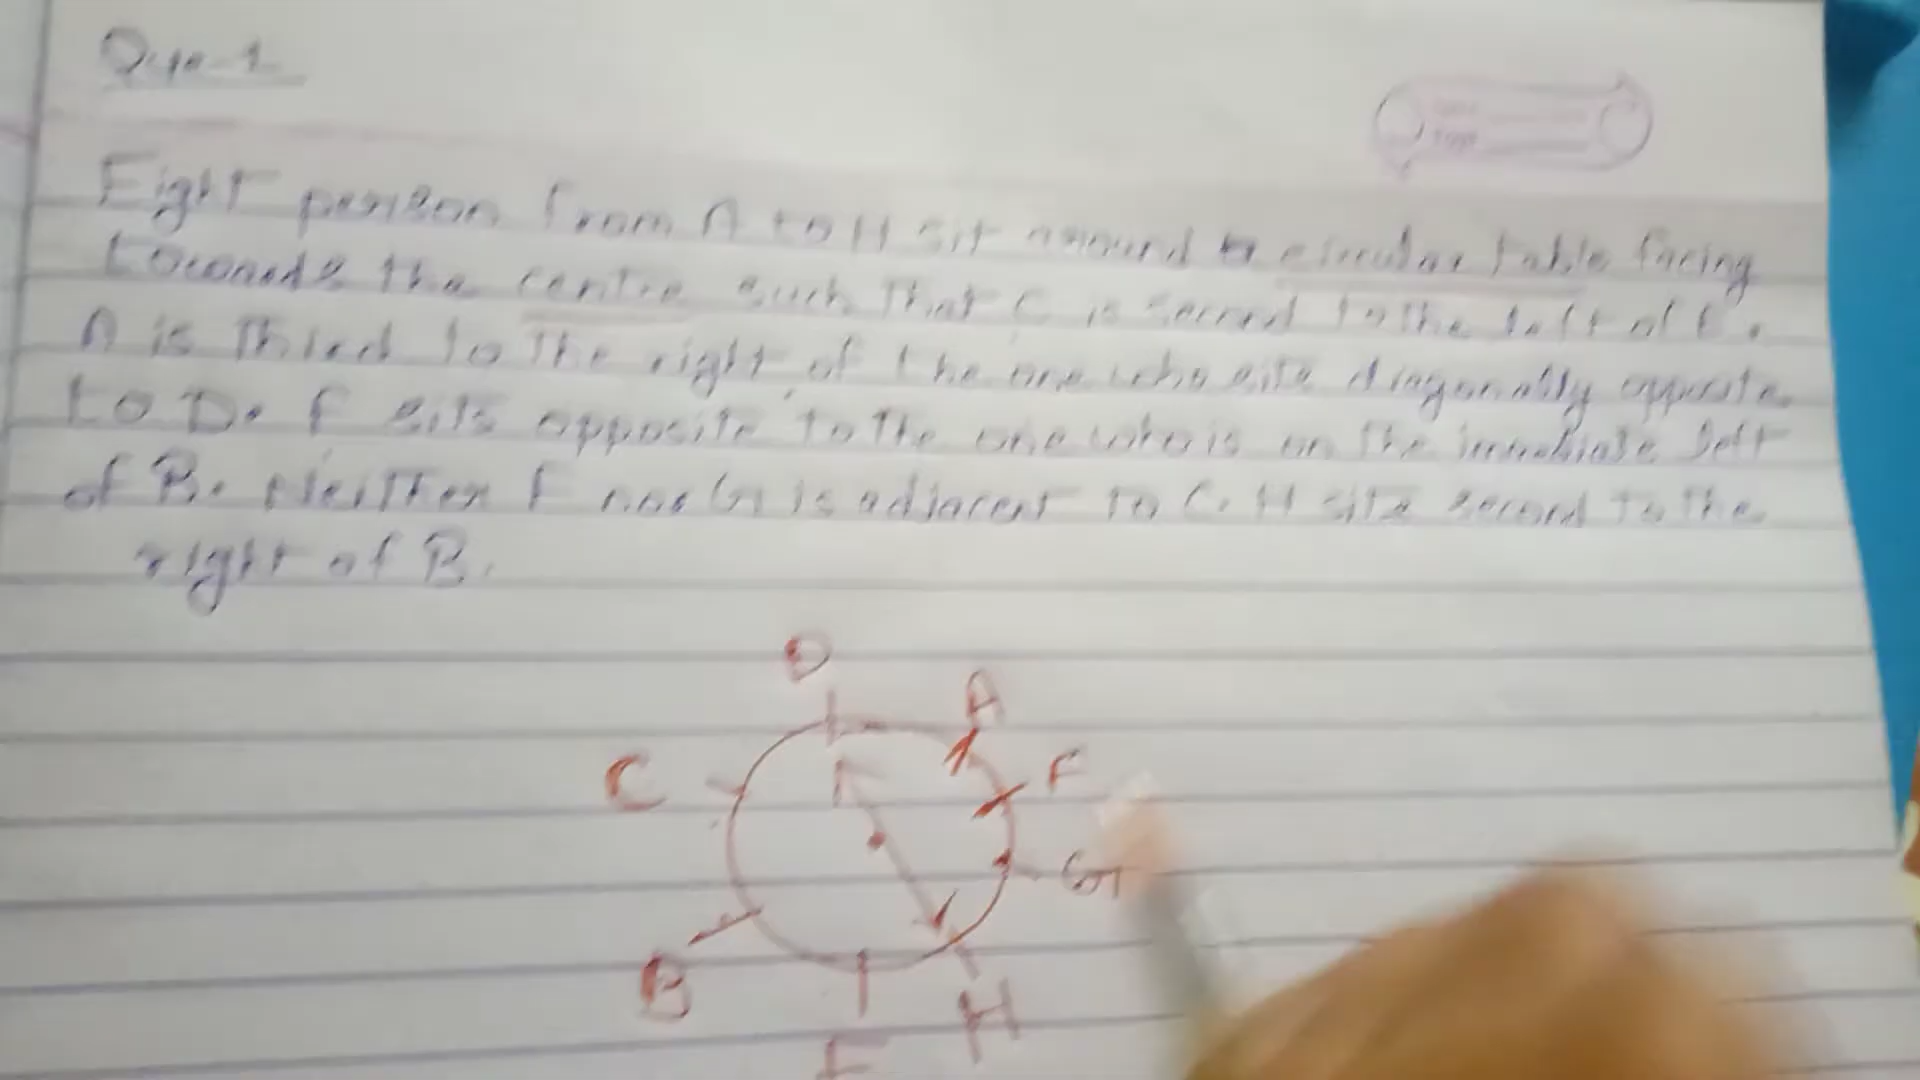 Que-1
Eight person from A to H sit around a circular table facing
towards the centre such that C is second to the left of E.
A is third to the right of the one who sits diagonally opposite
to D. F sits opposite to the one who is on the immediate left
of B. Neither F nor G is adjacent to C. H sits second to the
right of B.
D
A
C
F
G
B
H
E